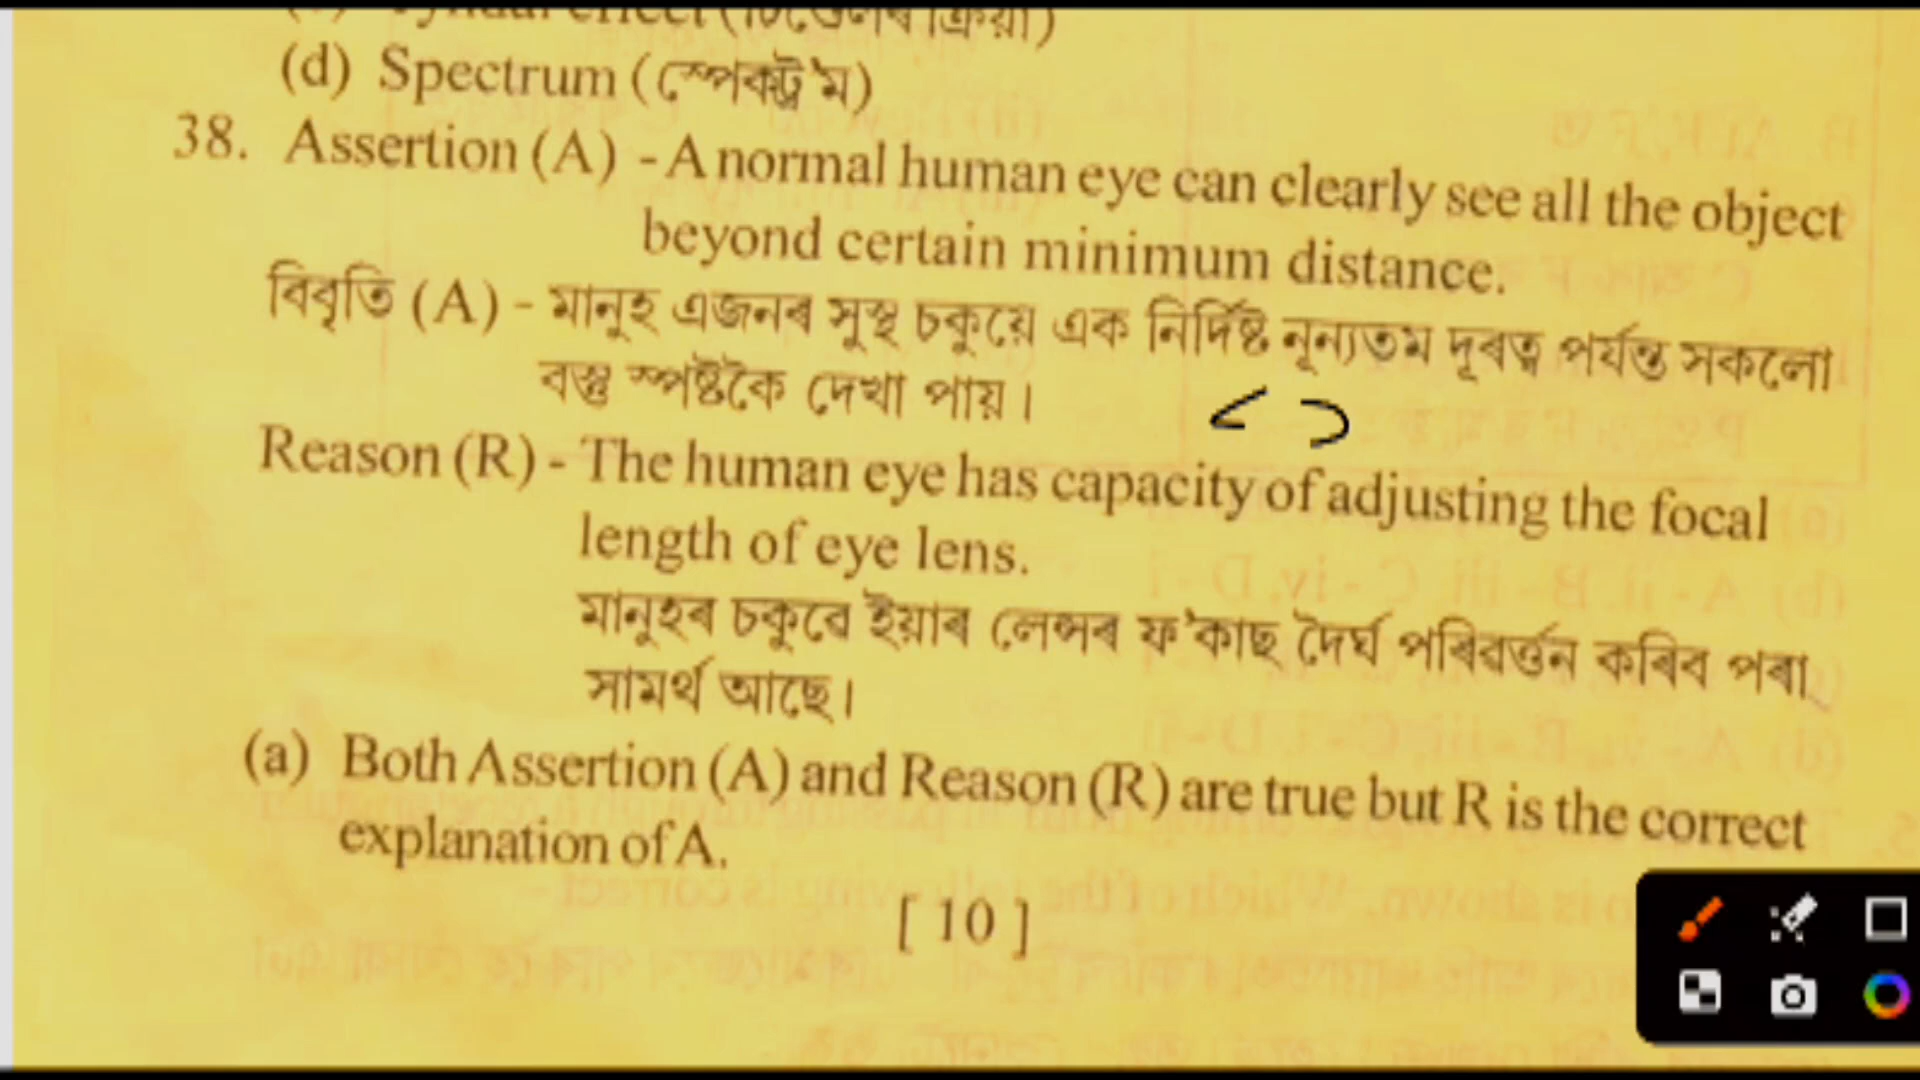 (d) Spectrum (স্পেকট্ৰ'ম)
38. Assertion (A) - A normal human eye can clearly see all the object
beyond certain minimum distance.
বিবৃতি (A) - মানুহ এজনৰ সুস্থ চকুয়ে এক নিৰ্দিষ্ট নূন্যতম দূৰত্ব পৰ্যন্ত সকলো
বস্তু স্পষ্টকৈ দেখা পায়।
Reason (R) - The human eye has capacity of adjusting the focal
length of eye lens.
মানুহৰ চকুৰে ইয়াৰ লেন্সৰ ফ'কাছ দৈৰ্ঘ পৰিৱৰ্ত্তন কৰিব পৰা
সামৰ্থ আছে।
(a) Both Assertion (A) and Reason (R) are true but R is the correct
explanation of A.
[ 10 ]